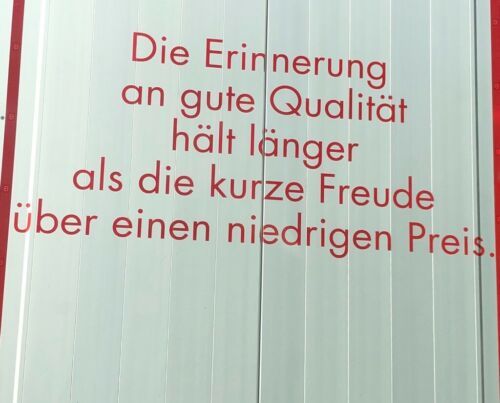 Die Erinnerung
an gute Qualität
hält länger
als die kurze Freude
über einen niedrigen Preis.